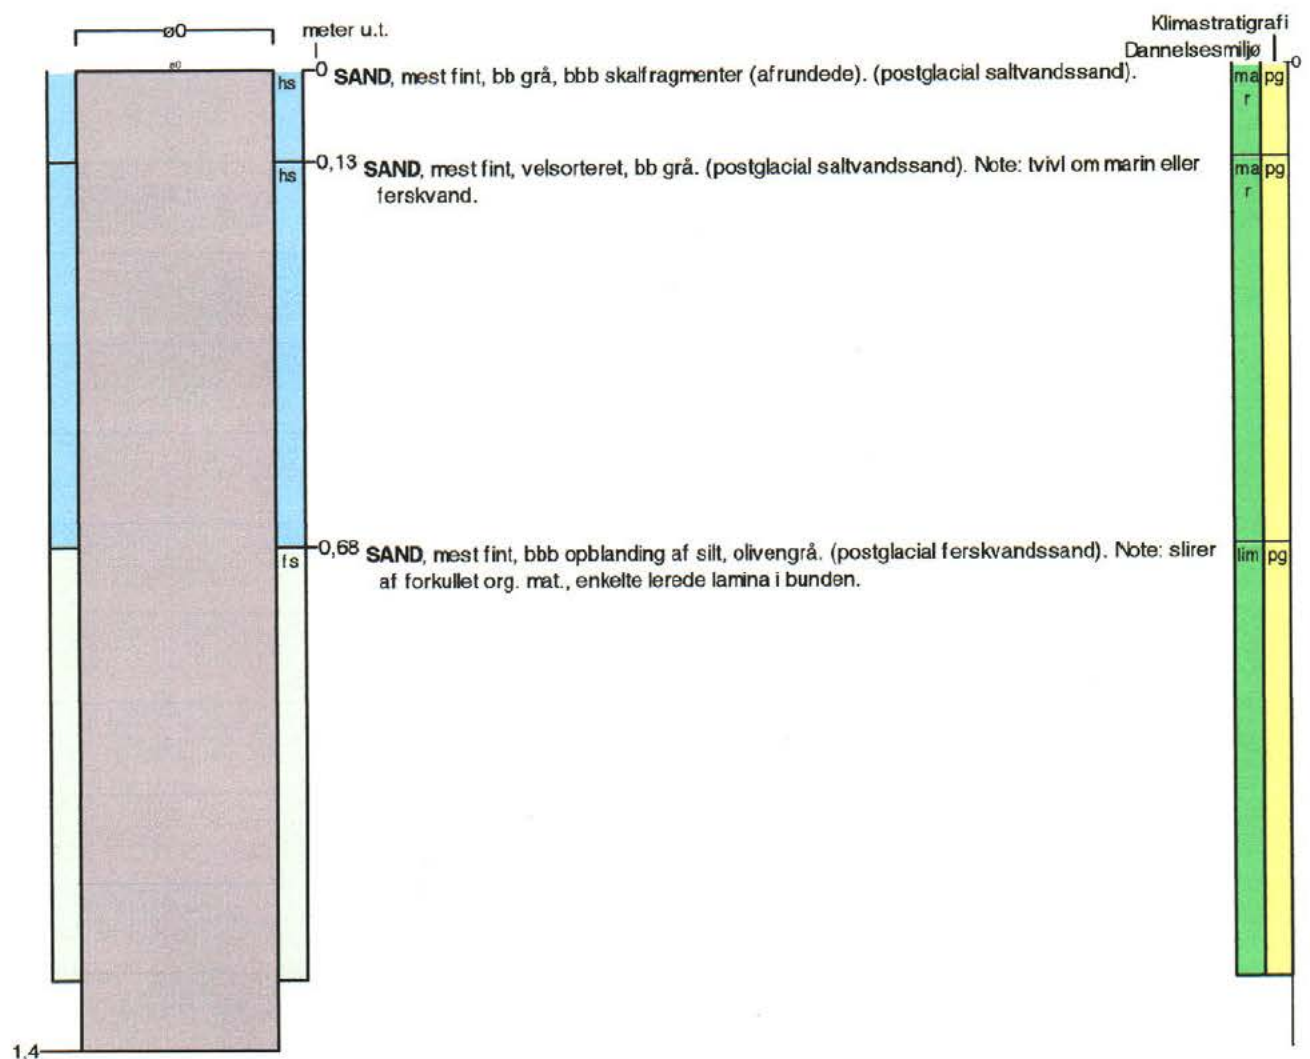 ø0
meter u.t.
Klimastratigrafi
Dannelsesmiljø
ø0
hs
0 SAND, mest fint, bb grå, bbb skalfragmenter (afrundede). (postglacial saltvandssand).
mar pg
0
hs
0,13 SAND, mest fint, velsorteret, bb grå. (postglacial saltvandssand). Note: tvivl om marin eller
ferskvand.
mar pg
fs
0,68 SAND, mest fint, bbb opblanding af silt, olivengrå. (postglacial ferskvandssand). Note: slirer
af forkullet org. mat., enkelte lerede lamina i bunden.
lim pg
1.4